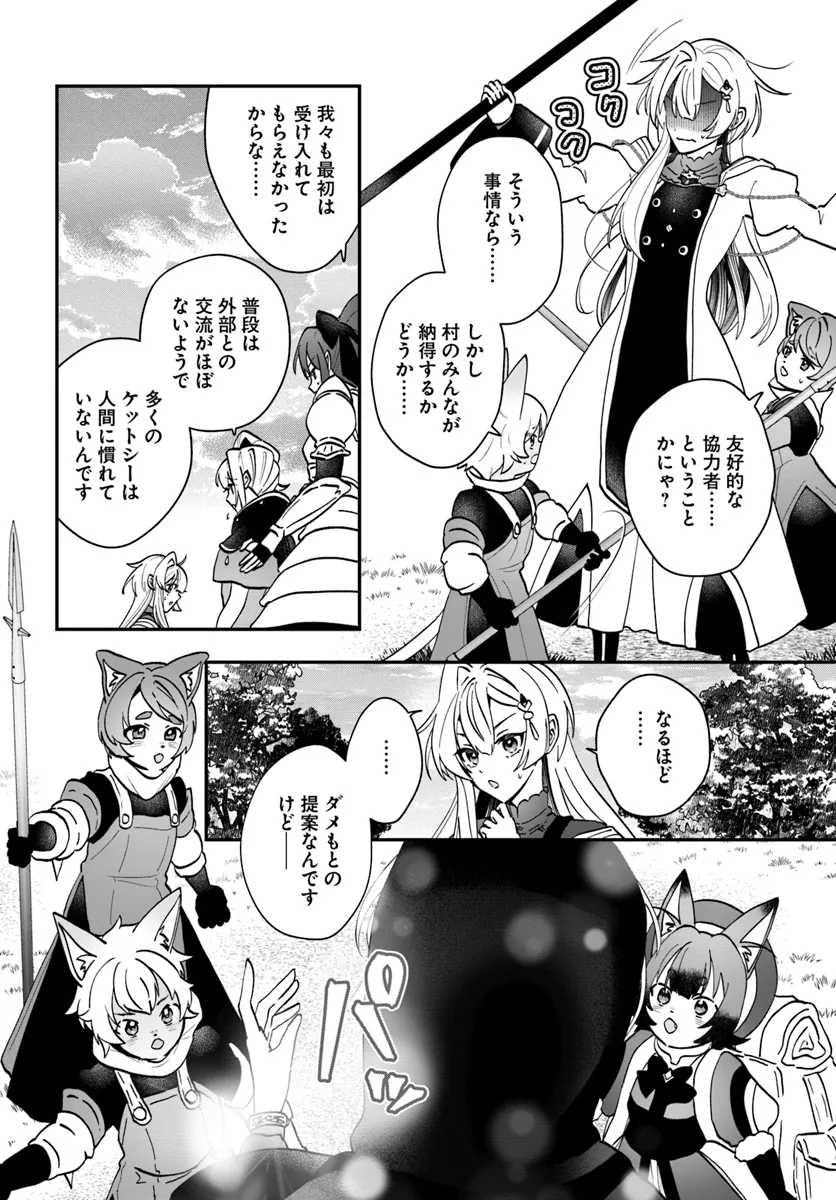 コク
コク
そういう
事情なら……
しかし
村のみんなが
納得するか
どうか……
友好的な
協力者……
ということ
かにゃ?
我々も最初は
受け入れて
もらえなかった
からな……
普段は
外部との
交流がほぼ
ないようで
多くの
ケットシーは
人間に慣れて
いないんです
なるほど
……
……
ダメもとの
提案なんです
けど──
パッ